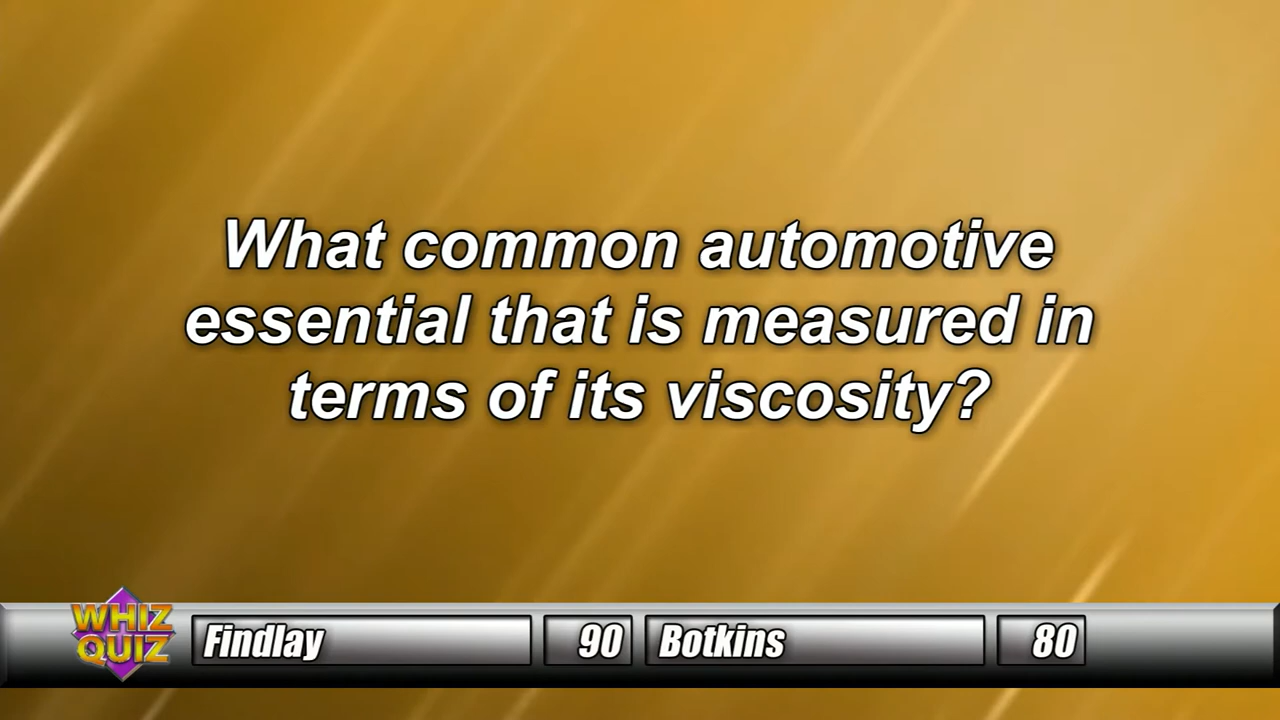 What common automotive
essential that is measured in
terms of its viscosity?
WHIZ
QUIZ
Findlay 90 Botkins 80